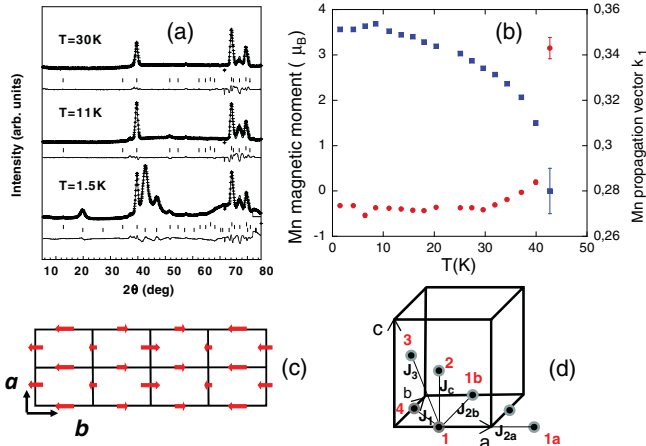 (a)
T=30K
T=11K
T=1.5K
Intensity (arb. units)
10 20 30 40 50 60 70 80
2θ (deg)
(b)
Mn magnetic moment ( μB)
4
3
2
1
0
-1
0,36
0,34
0,32
0,30
0,28
0,26
Mn propagation vector k1
0 10 20 30 40 50 60
T(K)
(c)
a
b
(d)
C
3
2
J3
Jc
1b
b
4
J1
J2b
1
a
J2a
1a